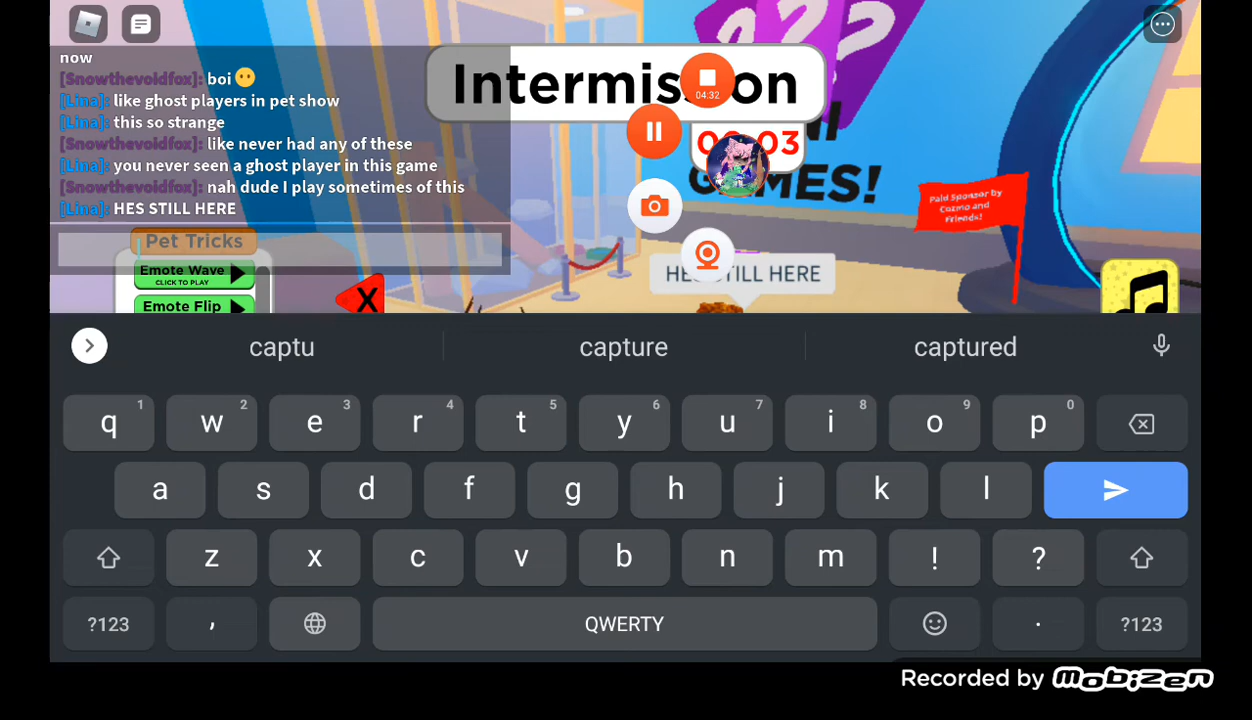 now
[Snowthevoidfox]: boi😶
[Lina]: like ghost players in pet show
[Lina]: this so strange
[Snowthevoidfox]: like never had any of these
[Lina]: you never seen a ghost player in this game
[Snowthevoidfox]: nah dude I play sometimes of this
[Lina]: HES STILL HERE
???
04:32
GAMES!
Paid Sponsor by
Cozmo and
Friends!
Pet Tricks
Emote Wave
CLICK TO PLAY
Emote Flip
X
captu capture captured
q 1 w 2 e 3 r 4 t 5 y 6 u 7 i 8 o 9 p 0
a s d f g h j k l
z x c v b n m ! ?
?123 , QWERTY . ?123
Recorded by Mobizen